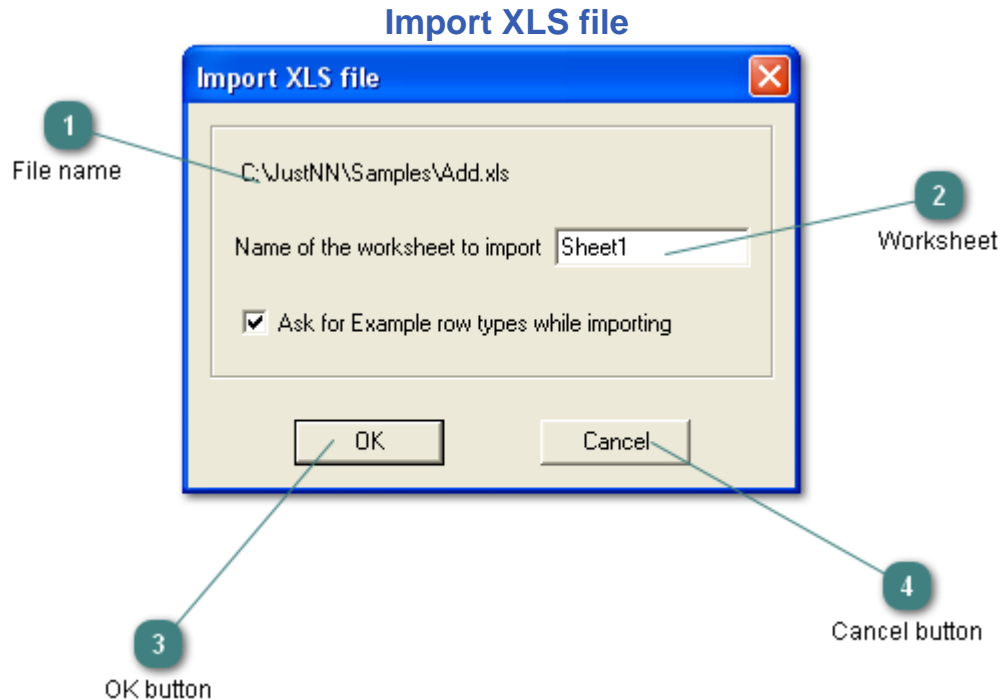 Import XLS file
Import XLS file
1
File name
C:\JustNN\Samples\Add.xls
2
Worksheet
Name of the worksheet to import Sheet1
Ask for Example row types while importing
OK Cancel
4
Cancel button
3
OK button